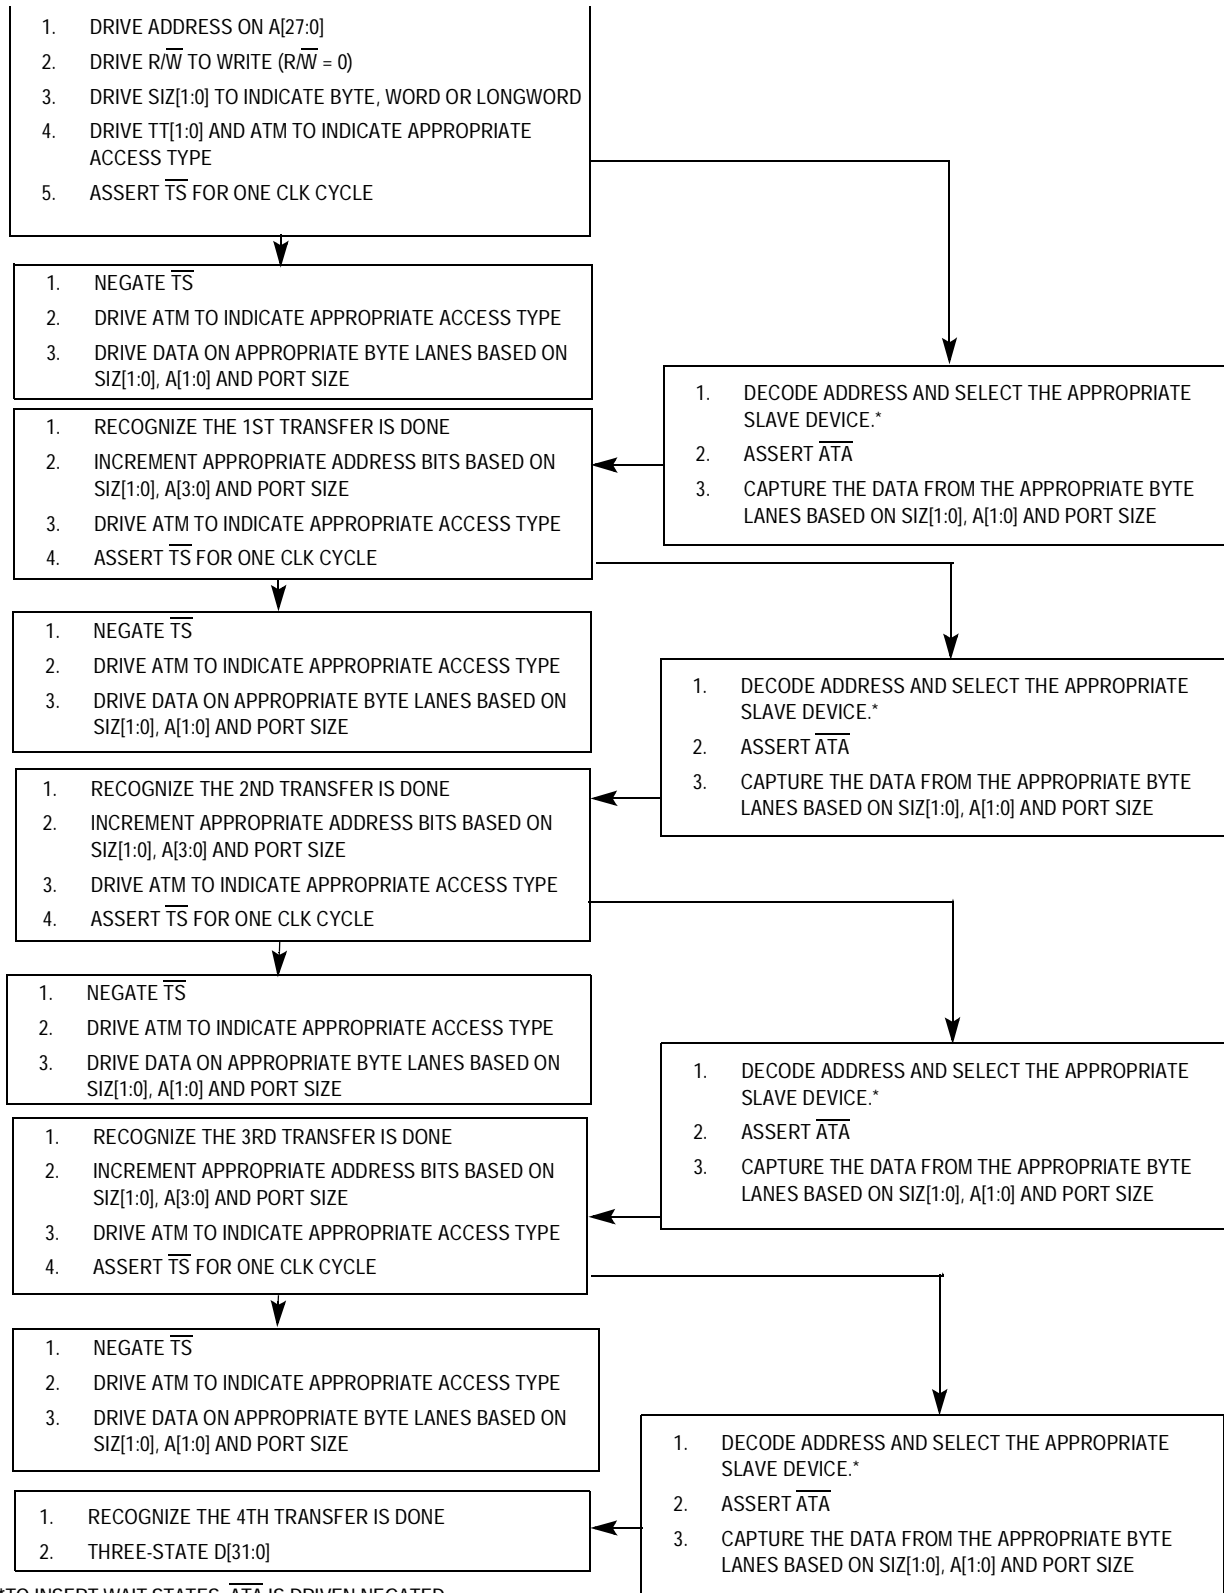 1. DRIVE ADDRESS ON A[27:0]
2. DRIVE R/W̅ TO WRITE (R/W̅ = 0)
3. DRIVE SIZ[1:0] TO INDICATE BYTE, WORD OR LONGWORD
4. DRIVE TT[1:0] AND ATM TO INDICATE APPROPRIATE
ACCESS TYPE
5. ASSERT T̅S̅ FOR ONE CLK CYCLE
1. NEGATE T̅S̅
2. DRIVE ATM TO INDICATE APPROPRIATE ACCESS TYPE
3. DRIVE DATA ON APPROPRIATE BYTE LANES BASED ON
SIZ[1:0], A[1:0] AND PORT SIZE
1. DECODE ADDRESS AND SELECT THE APPROPRIATE
SLAVE DEVICE.*
2. ASSERT A̅T̅A̅
3. CAPTURE THE DATA FROM THE APPROPRIATE BYTE
LANES BASED ON SIZ[1:0], A[1:0] AND PORT SIZE
1. RECOGNIZE THE 1ST TRANSFER IS DONE
2. INCREMENT APPROPRIATE ADDRESS BITS BASED ON
SIZ[1:0], A[3:0] AND PORT SIZE
3. DRIVE ATM TO INDICATE APPROPRIATE ACCESS TYPE
4. ASSERT T̅S̅ FOR ONE CLK CYCLE
1. NEGATE T̅S̅
2. DRIVE ATM TO INDICATE APPROPRIATE ACCESS TYPE
3. DRIVE DATA ON APPROPRIATE BYTE LANES BASED ON
SIZ[1:0], A[1:0] AND PORT SIZE
1. DECODE ADDRESS AND SELECT THE APPROPRIATE
SLAVE DEVICE.*
2. ASSERT A̅T̅A̅
3. CAPTURE THE DATA FROM THE APPROPRIATE BYTE
LANES BASED ON SIZ[1:0], A[1:0] AND PORT SIZE
1. RECOGNIZE THE 2ND TRANSFER IS DONE
2. INCREMENT APPROPRIATE ADDRESS BITS BASED ON
SIZ[1:0], A[3:0] AND PORT SIZE
3. DRIVE ATM TO INDICATE APPROPRIATE ACCESS TYPE
4. ASSERT T̅S̅ FOR ONE CLK CYCLE
1. NEGATE T̅S̅
2. DRIVE ATM TO INDICATE APPROPRIATE ACCESS TYPE
3. DRIVE DATA ON APPROPRIATE BYTE LANES BASED ON
SIZ[1:0], A[1:0] AND PORT SIZE
1. DECODE ADDRESS AND SELECT THE APPROPRIATE
SLAVE DEVICE.*
2. ASSERT A̅T̅A̅
3. CAPTURE THE DATA FROM THE APPROPRIATE BYTE
LANES BASED ON SIZ[1:0], A[1:0] AND PORT SIZE
1. RECOGNIZE THE 3RD TRANSFER IS DONE
2. INCREMENT APPROPRIATE ADDRESS BITS BASED ON
SIZ[1:0], A[3:0] AND PORT SIZE
3. DRIVE ATM TO INDICATE APPROPRIATE ACCESS TYPE
4. ASSERT T̅S̅ FOR ONE CLK CYCLE
1. NEGATE T̅S̅
2. DRIVE ATM TO INDICATE APPROPRIATE ACCESS TYPE
3. DRIVE DATA ON APPROPRIATE BYTE LANES BASED ON
SIZ[1:0], A[1:0] AND PORT SIZE
1. DECODE ADDRESS AND SELECT THE APPROPRIATE
SLAVE DEVICE.*
2. ASSERT A̅T̅A̅
3. CAPTURE THE DATA FROM THE APPROPRIATE BYTE
LANES BASED ON SIZ[1:0], A[1:0] AND PORT SIZE
1. RECOGNIZE THE 4TH TRANSFER IS DONE
2. THREE-STATE D[31:0]
*TO INSERT WAIT STATES, A̅T̅A̅ IS DRIVEN NEGATED